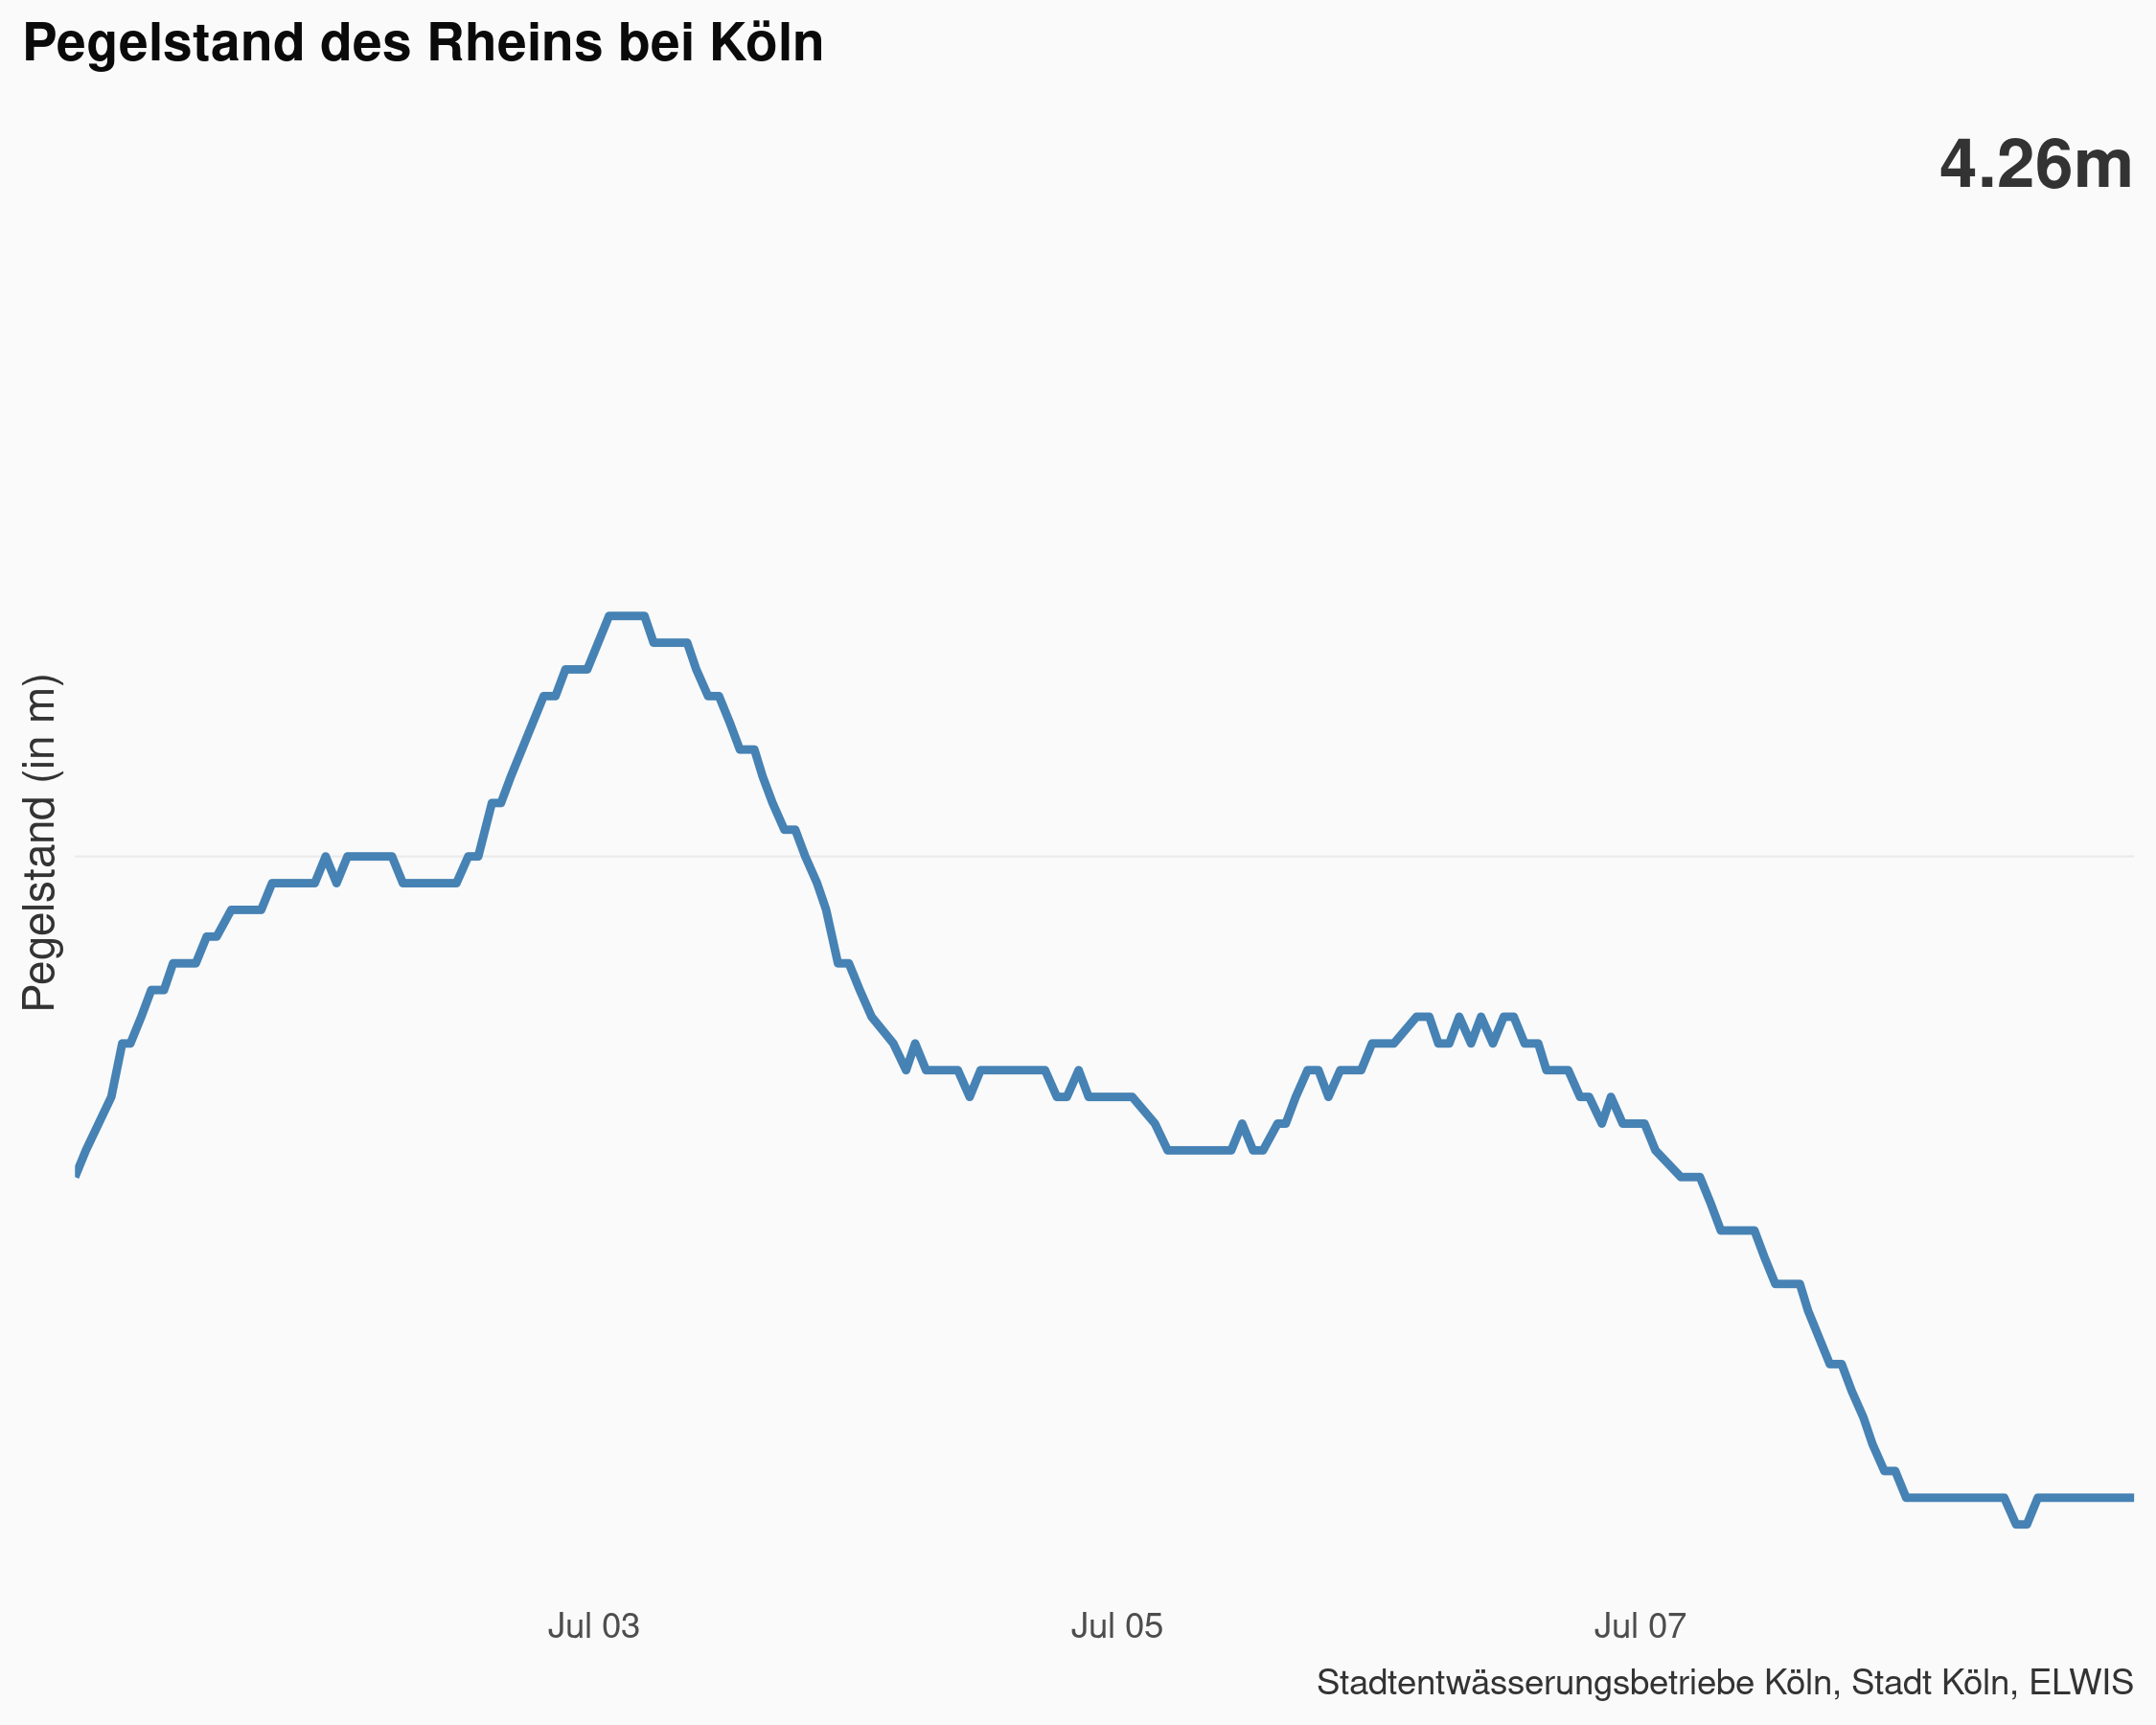 Pegelstand des Rheins bei Köln
4.26m
Pegelstand (in m)
Jul 03
Jul 05
Jul 07
Stadtentwässerungsbetriebe Köln, Stadt Köln, ELWIS